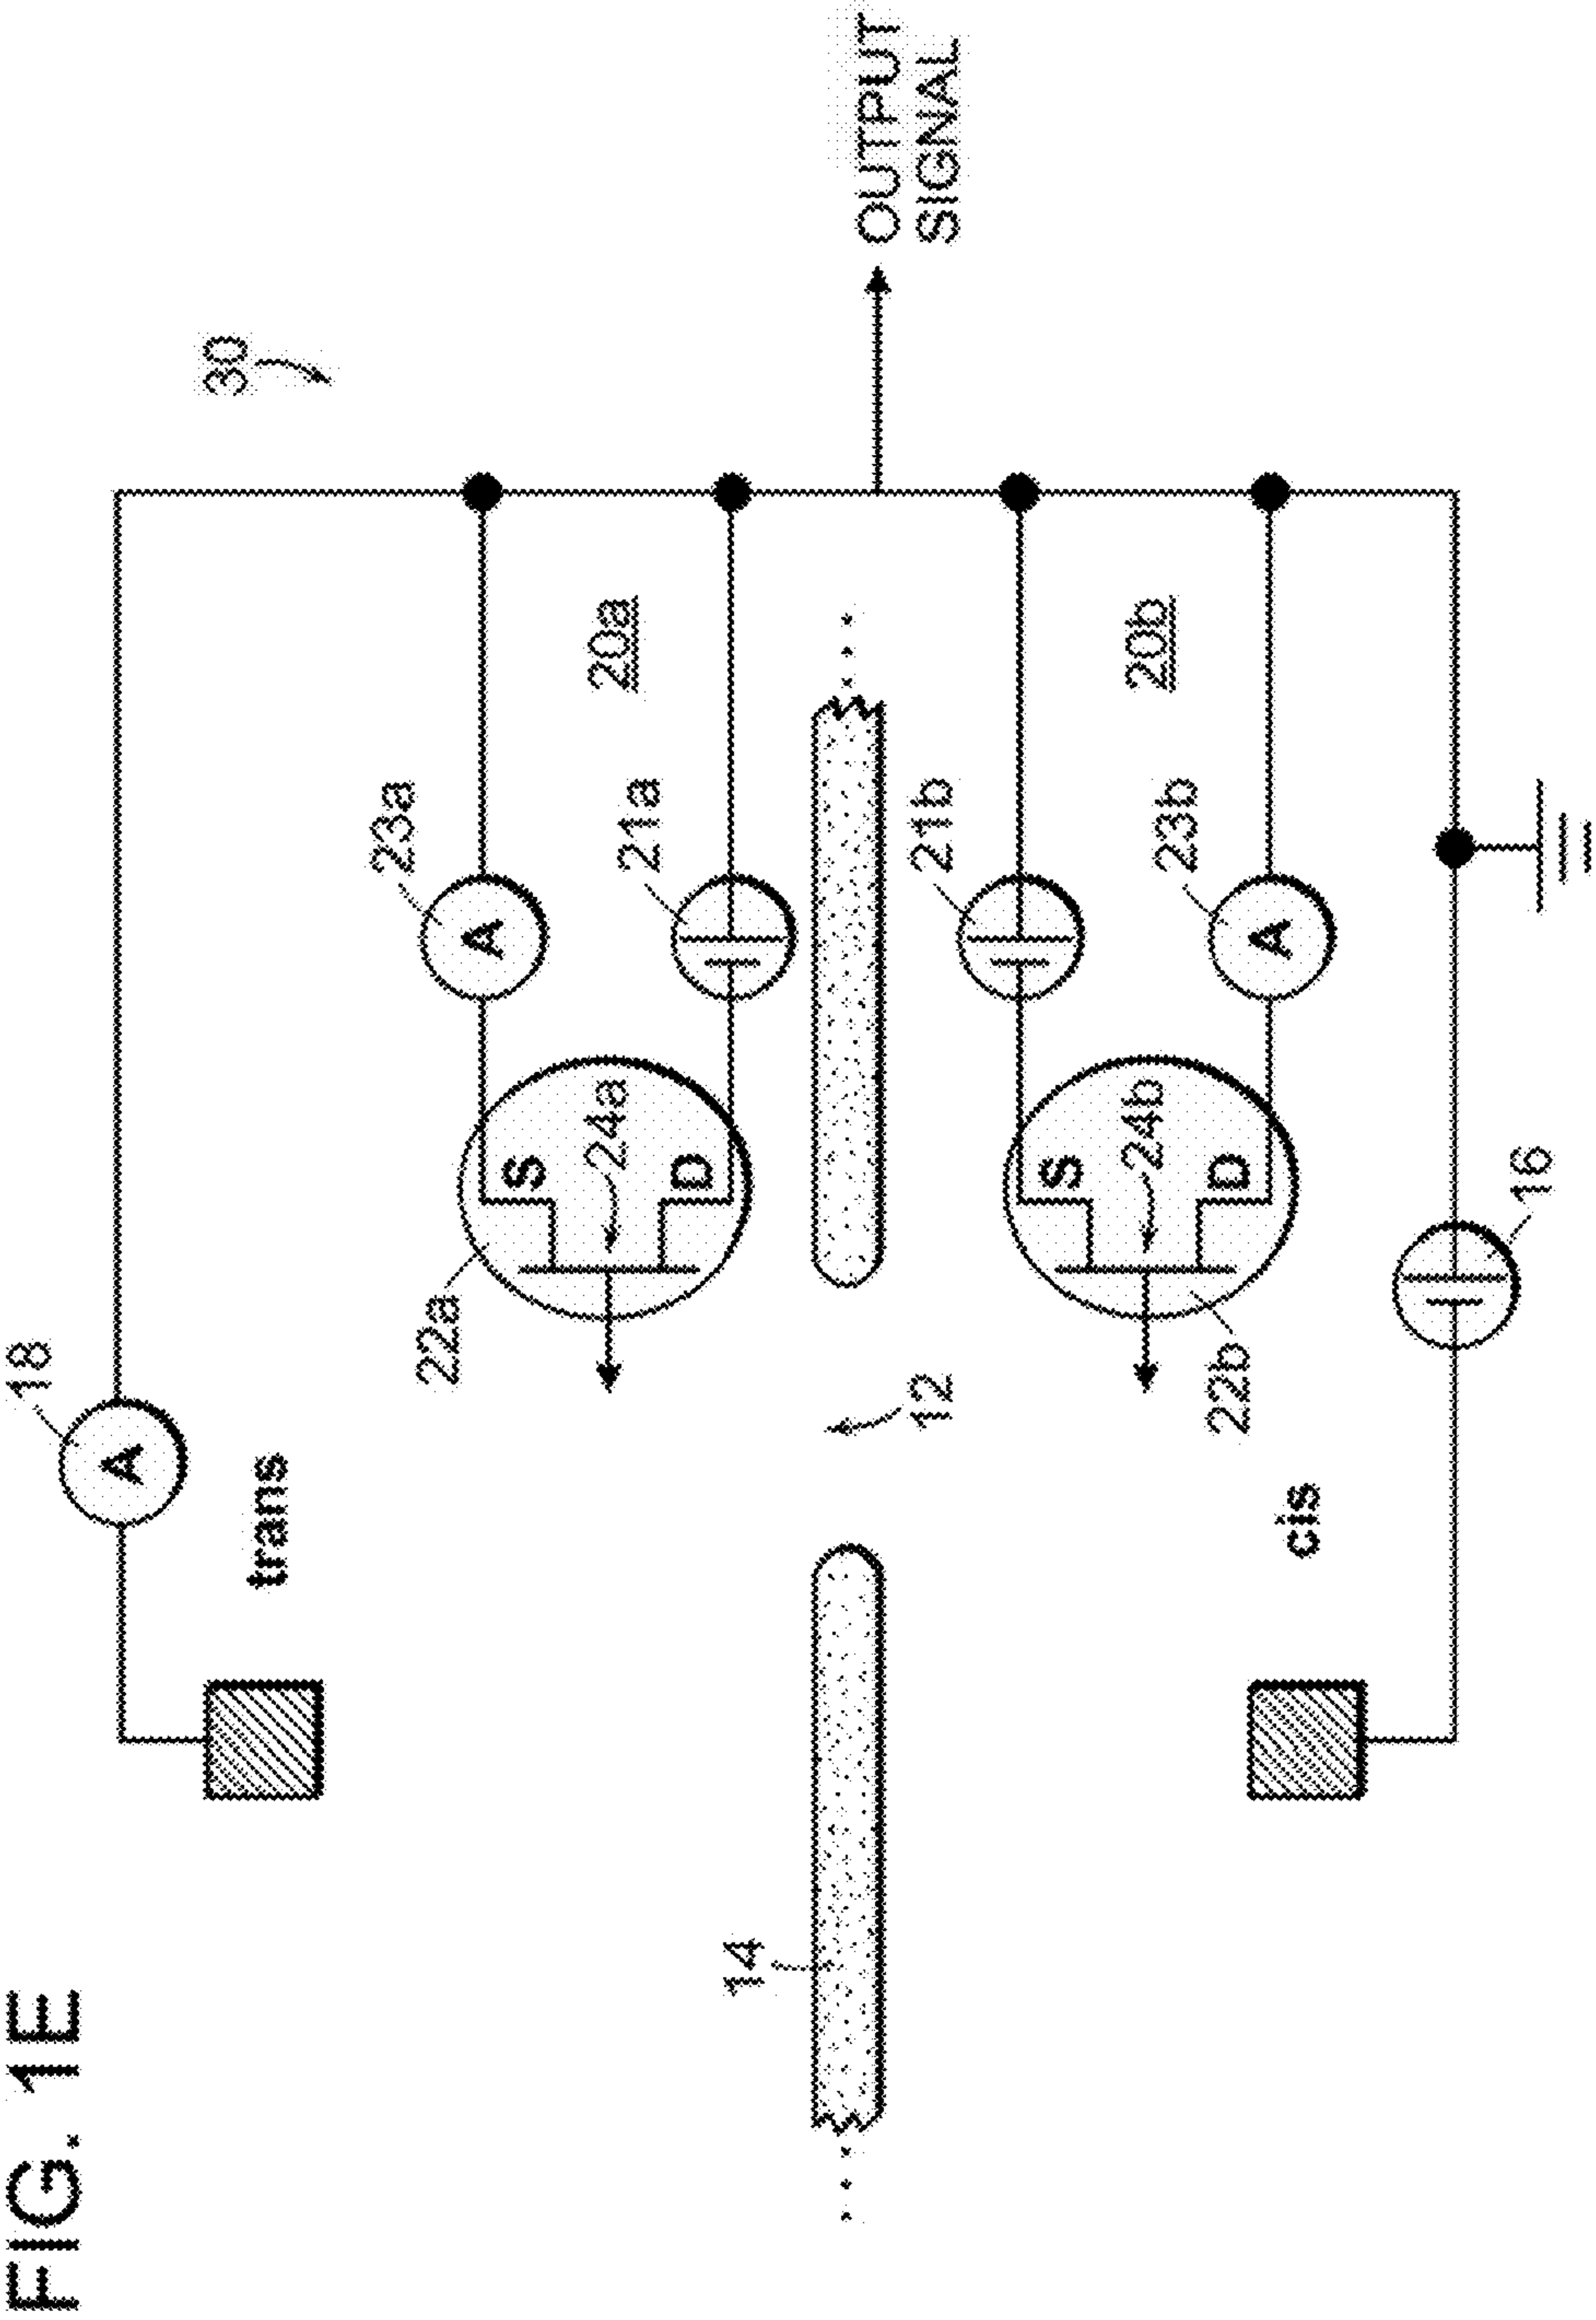 FIG. 1E
18
A
trans
30
23a
A
22a
S
24a
D
21a
20a
14
12
OUTPUT
SIGNAL
21b
S
24b
D
22b
23b
A
20b
cis
16